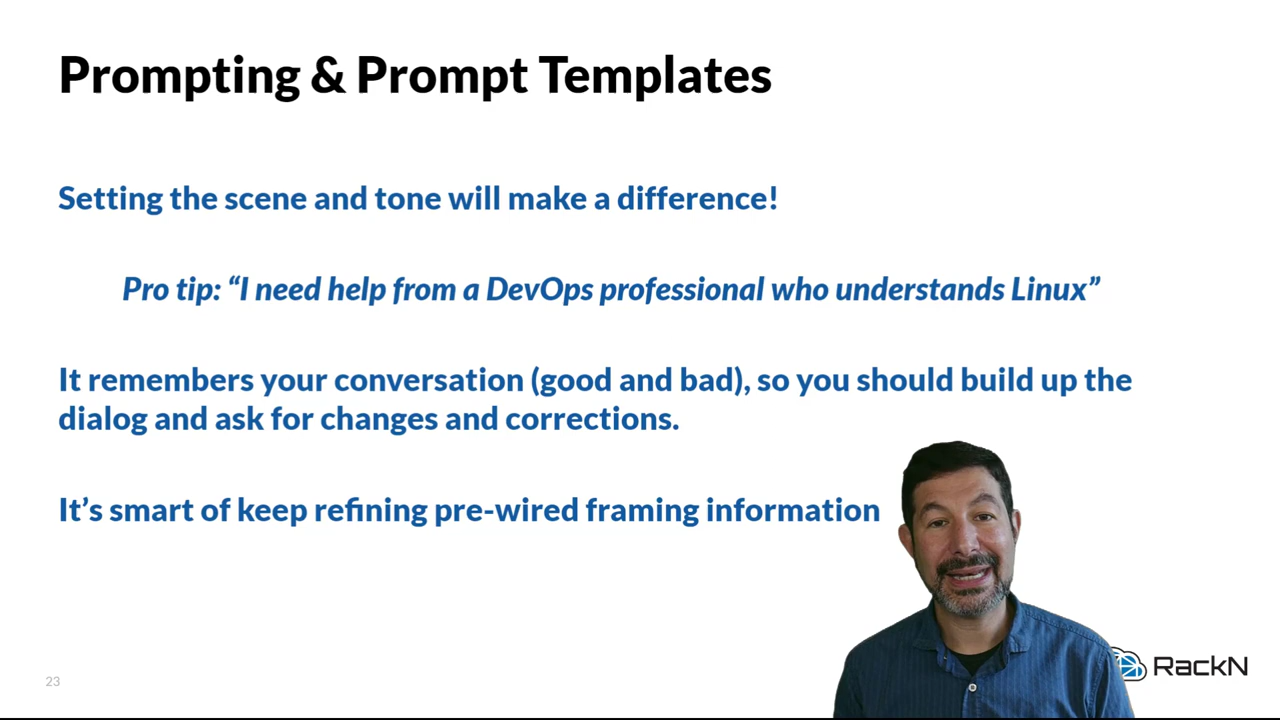 Prompting & Prompt Templates
Setting the scene and tone will make a difference!
Pro tip: “I need help from a DevOps professional who understands Linux”
It remembers your conversation (good and bad), so you should build up the
dialog and ask for changes and corrections.
It’s smart of keep refining pre-wired framing information
23
RackN